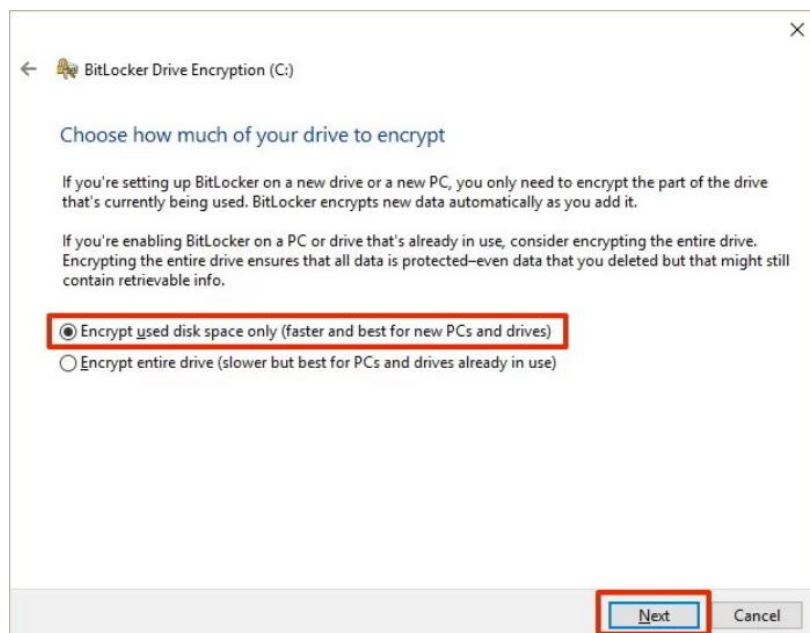 BitLocker Drive Encryption (C:)
Choose how much of your drive to encrypt
If you're setting up BitLocker on a new drive or a new PC, you only need to encrypt the part of the drive
that's currently being used. BitLocker encrypts new data automatically as you add it.
If you're enabling BitLocker on a PC or drive that's already in use, consider encrypting the entire drive.
Encrypting the entire drive ensures that all data is protected–even data that you deleted but that might still
contain retrievable info.
Encrypt used disk space only (faster and best for new PCs and drives)
Encrypt entire drive (slower but best for PCs and drives already in use)
Next Cancel